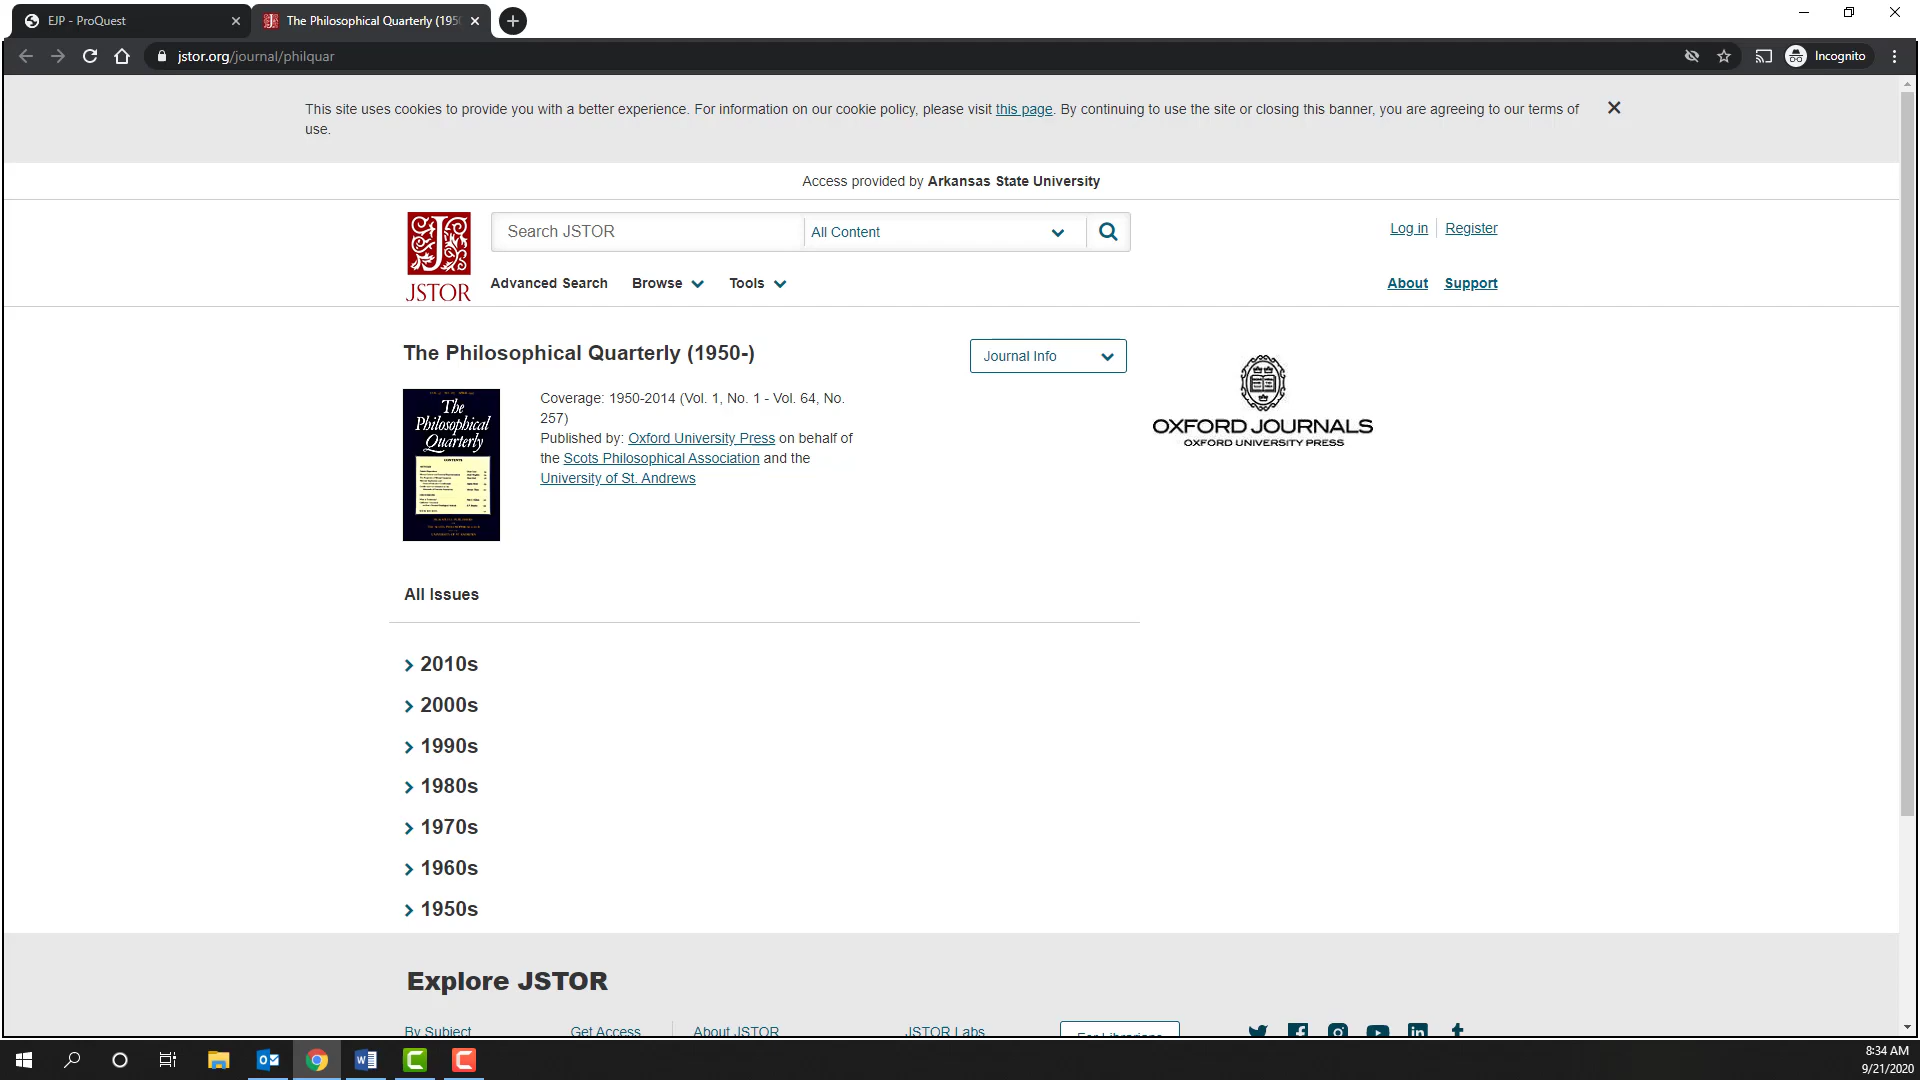 EJP - ProQuest
The Philosophical Quarterly (195
jstor.org/journal/philquar
Incognito
This site uses cookies to provide you with a better experience. For information on our cookie policy, please visit this page. By continuing to use the site or closing this banner, you are agreeing to our terms of
use.
Access provided by Arkansas State University
Search JSTOR
All Content
Log in
Register
JSTOR
Advanced Search
Browse
Tools
About
Support
The Philosophical Quarterly (1950-)
Journal Info
The
Philosophical
Quarterly
Coverage: 1950-2014 (Vol. 1, No. 1 - Vol. 64, No.
257)
Published by: Oxford University Press on behalf of
the Scots Philosophical Association and the
University of St. Andrews
OXFORD JOURNALS
OXFORD UNIVERSITY PRESS
All Issues
2010s
2000s
1990s
1980s
1970s
1960s
1950s
Explore JSTOR
By Subject
Get Access
About JSTOR
JSTOR Labs
For Librarians
8:34 AM
9/21/2020